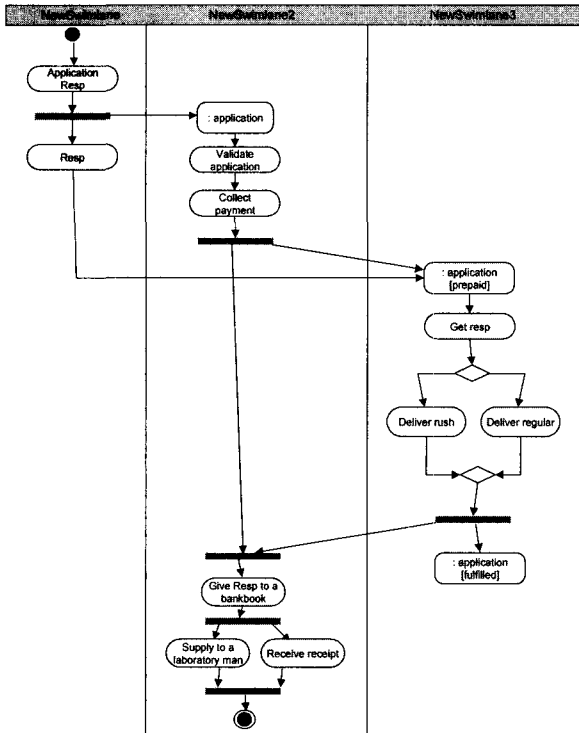 NewSwimlane NewSwimlane2 NewSwimlane3
Application
Resp
: application
Resp
Validate
application
Collect
payment
: application
[prepaid]
Get resp
Deliver rush
Deliver regular
: application
[fulfilled]
Give Resp to a
bankbook
Supply to a
laboratory man
Receive receipt